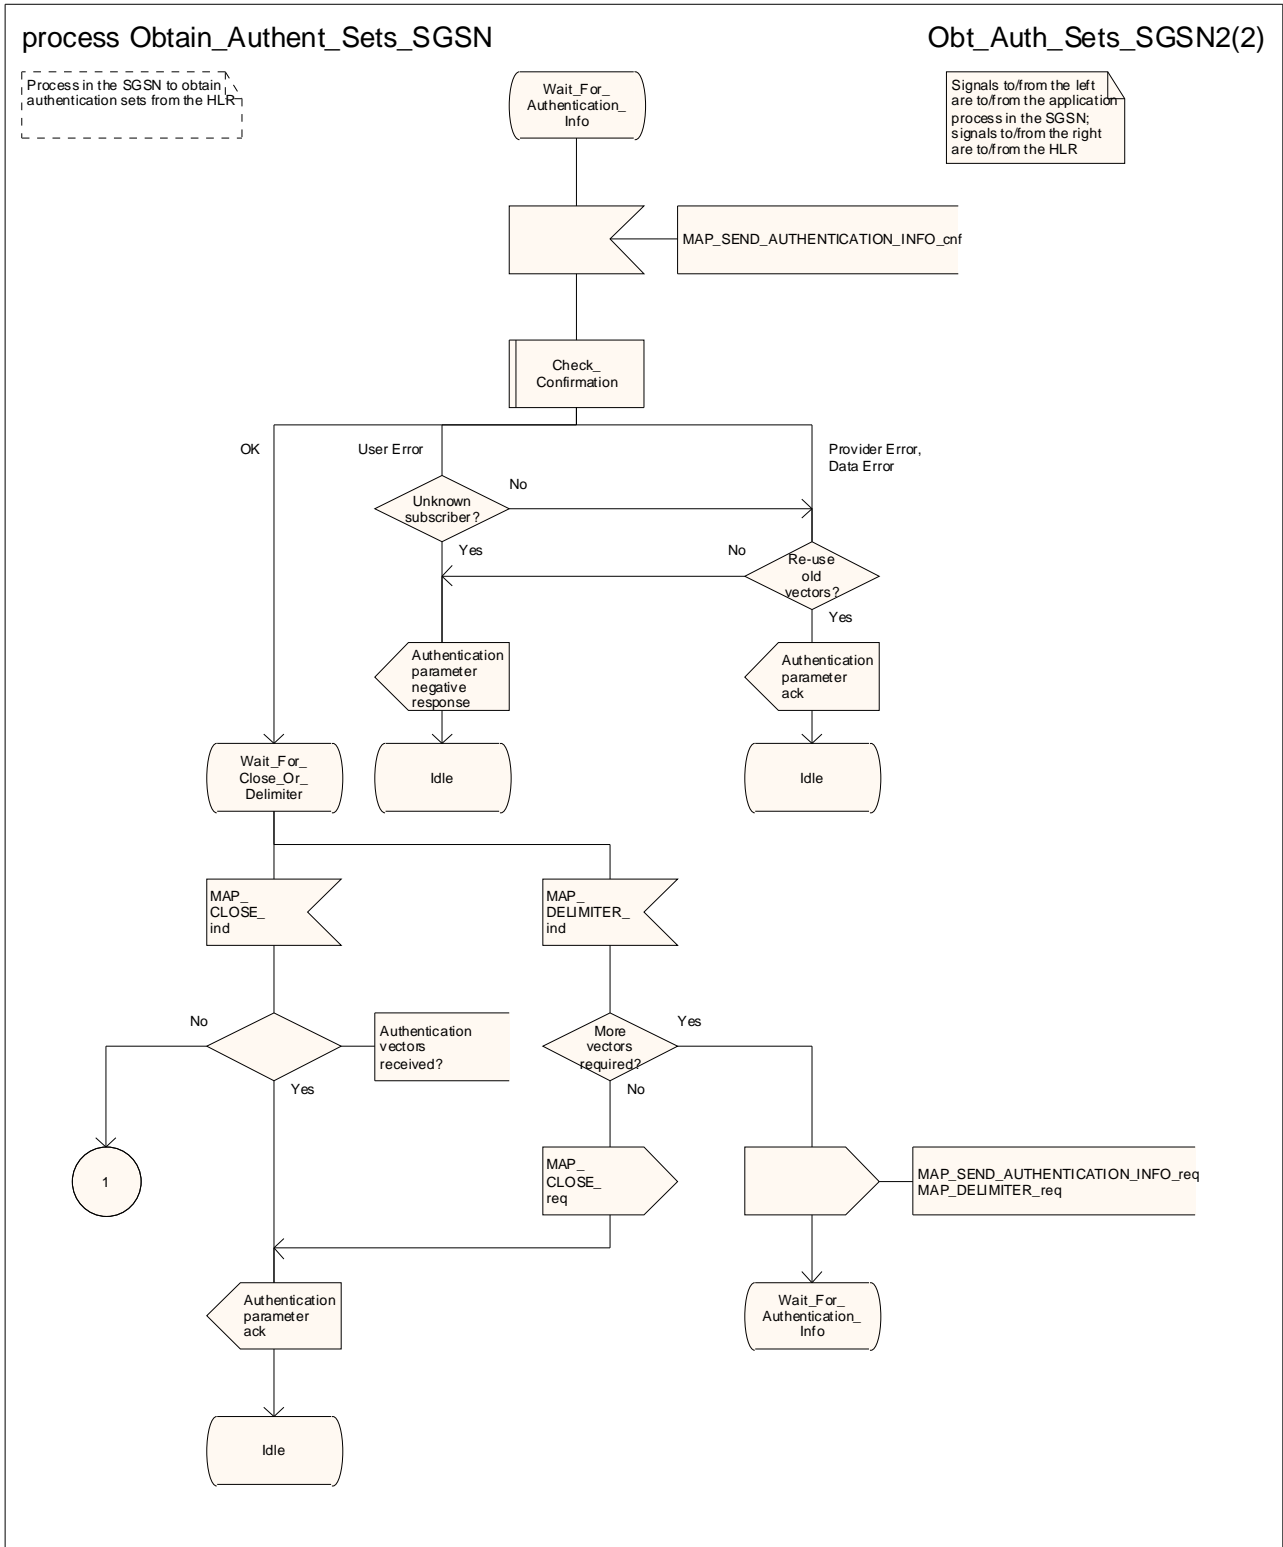 process Obtain_Authent_Sets_SGSN
Obt_Auth_Sets_SGSN2(2)
Process in the SGSN to obtain
authentication sets from the HLR
Wait_For_
Authentication_
Info
Signals to/from the left
are to/from the application
process in the SGSN;
signals to/from the right
are to/from the HLR
MAP_SEND_AUTHENTICATION_INFO_cnf
Check_
Confirmation
OK
User Error
Provider Error,
Data Error
Unknown
subscriber?
No
Yes
No
Re-use
old
vectors?
Yes
Authentication
parameter
negative
response
Authentication
parameter
ack
Wait_For_
Close_Or_
Delimiter
Idle
Idle
MAP_
CLOSE_
ind
MAP_
DELIMITER_
ind
No
Authentication
vectors
received?
Yes
More
vectors
required?
Yes
No
1
MAP_
CLOSE_
req
MAP_SEND_AUTHENTICATION_INFO_req
MAP_DELIMITER_req
Authentication
parameter
ack
Wait_For_
Authentication_
Info
Idle